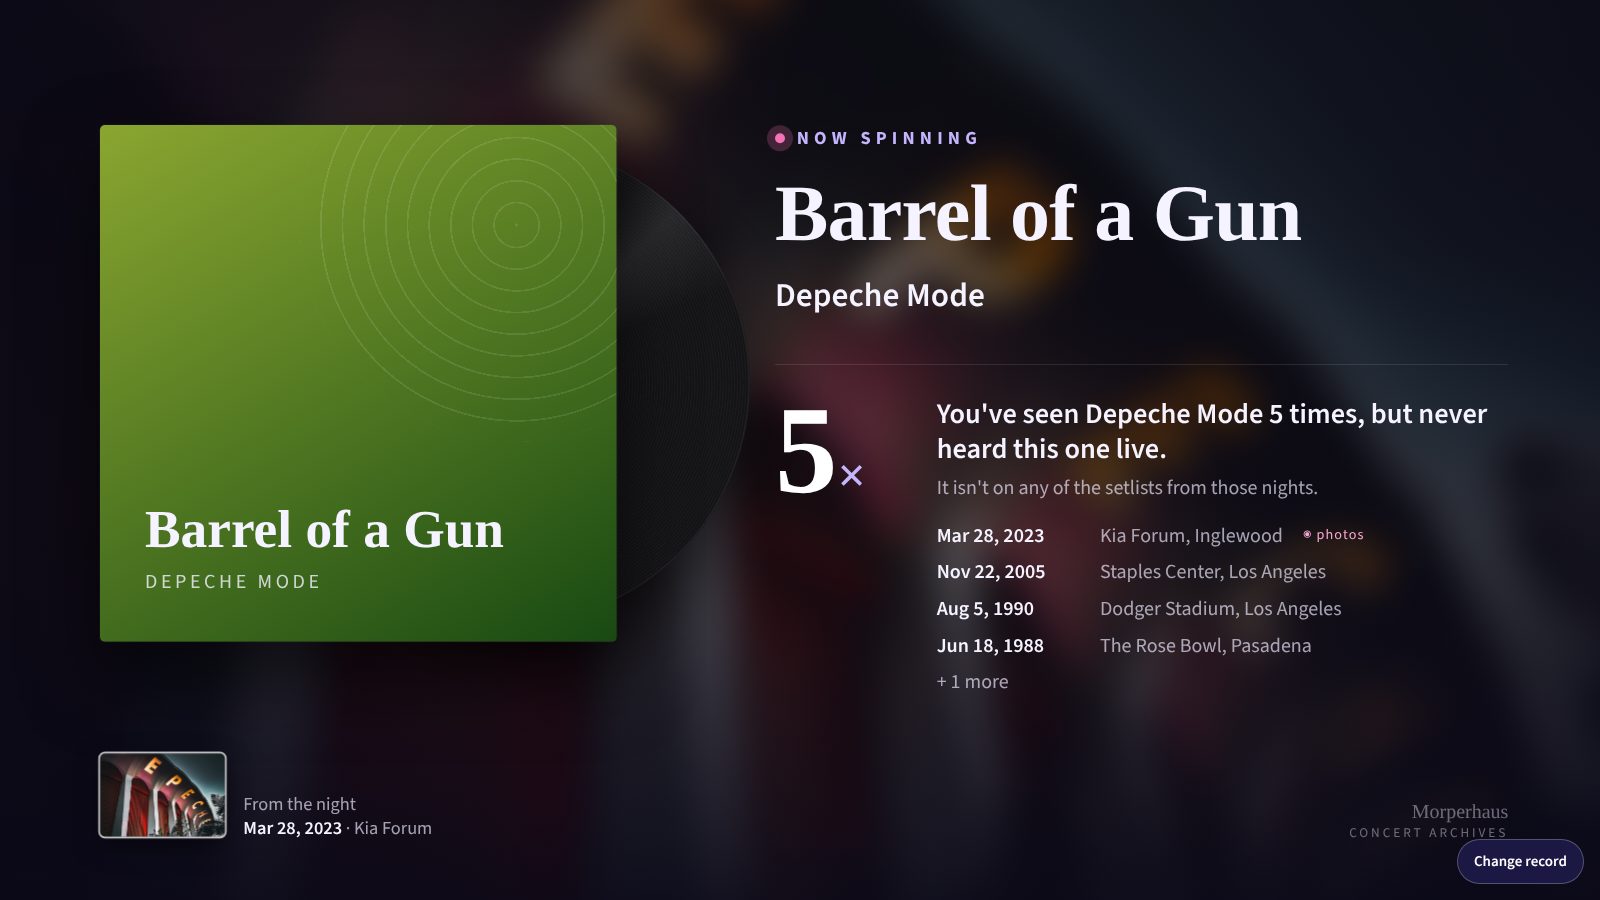 NOW SPINNING
Barrel of a Gun
Depeche Mode
Barrel of a Gun
DEPECHE MODE
5×
You've seen Depeche Mode 5 times, but never
heard this one live.
It isn't on any of the setlists from those nights.
Mar 28, 2023 Kia Forum, Inglewood photos
Nov 22, 2005 Staples Center, Los Angeles
Aug 5, 1990 Dodger Stadium, Los Angeles
Jun 18, 1988 The Rose Bowl, Pasadena
+ 1 more
EPECH
From the night
Mar 28, 2023 · Kia Forum
Morperhaus
CONCERT ARCHIVES
Change record